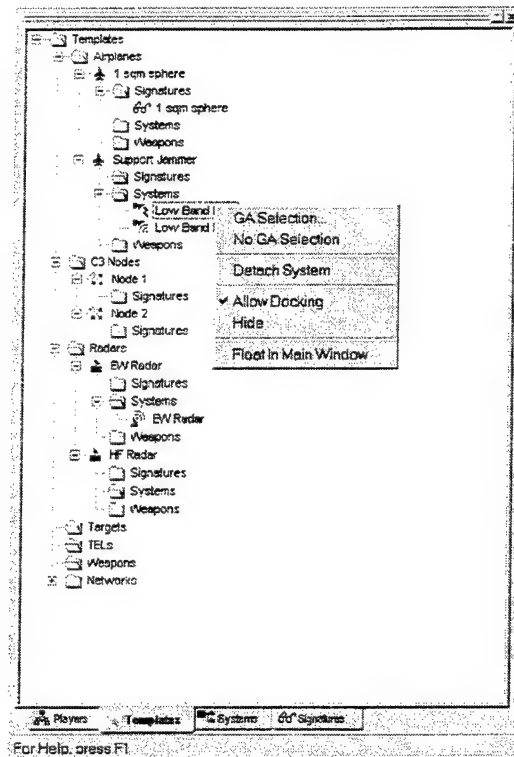 Templates
Airplanes
1 sqm sphere
Signatures
1 sqm sphere
Systems
Weapons
Support Jammer
Signatures
Systems
Low Band
Low Band
Weapons
GA Selection...
No GA Selection
Detach System
Allow Docking
Hide
Float In Main Window
C3 Nodes
Node 1
Signatures
Node 2
Signatures
Radars
EW Radar
Signatures
Systems
EW Radar
Weapons
HF Radar
Signatures
Systems
Weapons
Targets
TELs
Weapons
Networks
Players Templates Systems Signatures
For Help, press F1